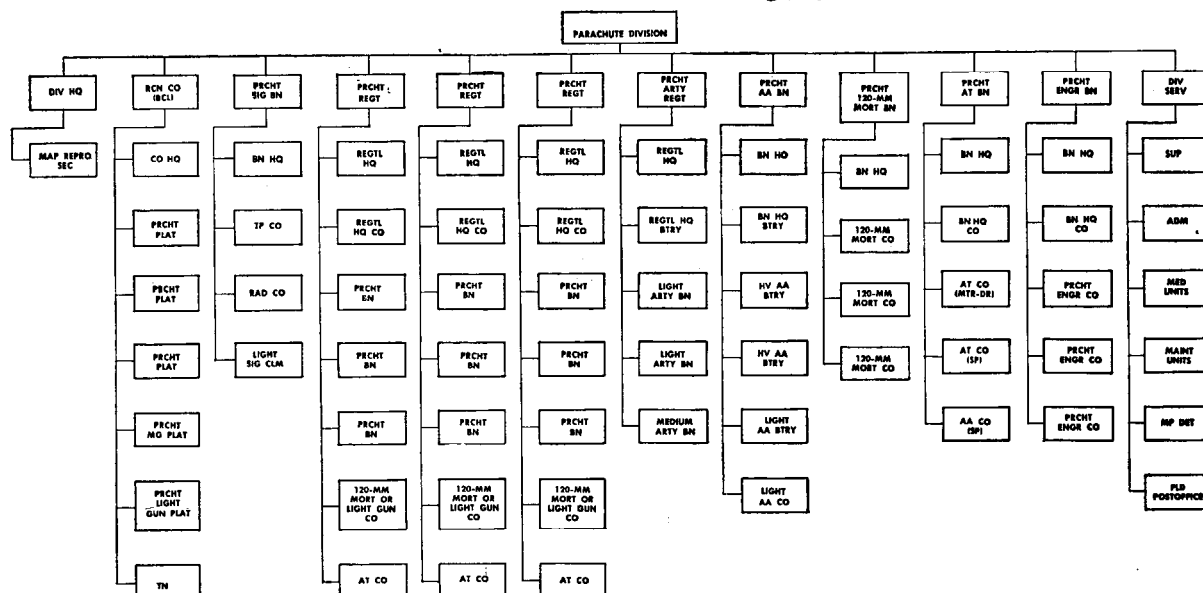 PARACHUTE DIVISION
DIV HQ
MAP REPRO
SEC
RCN CO
(BCL)
CO HQ
PRCHT
PLAT
PRCHT
PLAT
PRCHT
PLAT
PRCHT
MG PLAT
PRCHT
LIGHT
GUN PLAT
TN
PRCHT
SIG BN
BN HQ
TP CO
RAD CO
LIGHT
SIG CLM
PRCHT
REGT
REGTL
HQ
REGTL
HQ CO
PRCHT
BN
PRCHT
BN
PRCHT
BN
120-MM
MORT OR
LIGHT GUN
CO
AT CO
PRCHT
REGT
REGTL
HQ
REGTL
HQ CO
PRCHT
BN
PRCHT
BN
PRCHT
BN
120-MM
MORT OR
LIGHT GUN
CO
AT CO
PRCHT
REGT
REGTL
HQ
REGTL
HQ CO
PRCHT
BN
PRCHT
BN
PRCHT
BN
120-MM
MORT OR
LIGHT GUN
CO
AT CO
PRCHT
ARTY
REGT
REGTL
HQ
REGTL HQ
BTRY
LIGHT
ARTY BN
LIGHT
ARTY BN
MEDIUM
ARTY BN
PRCHT
AA BN
BN HQ
BN HQ
BTRY
HV AA
BTRY
HV AA
BTRY
LIGHT
AA BTRY
LIGHT
AA CO
PRCHT
120-MM
MORT BN
BN HQ
120-MM
MORT CO
120-MM
MORT CO
120-MM
MORT CO
PRCHT
AT BN
BN HQ
BN HQ
CO
AT CO
(MTR-DR)
AT CO
(SP)
AA CO
(SP)
PRCHT
ENGR BN
BN HQ
BN HQ
CO
PRCHT
ENGR CO
PRCHT
ENGR CO
PRCHT
ENGR CO
DIV
SERV
SUP
ADM
MED
UNITS
MAINT
UNITS
MP DET
FLD
POSTOFFICE